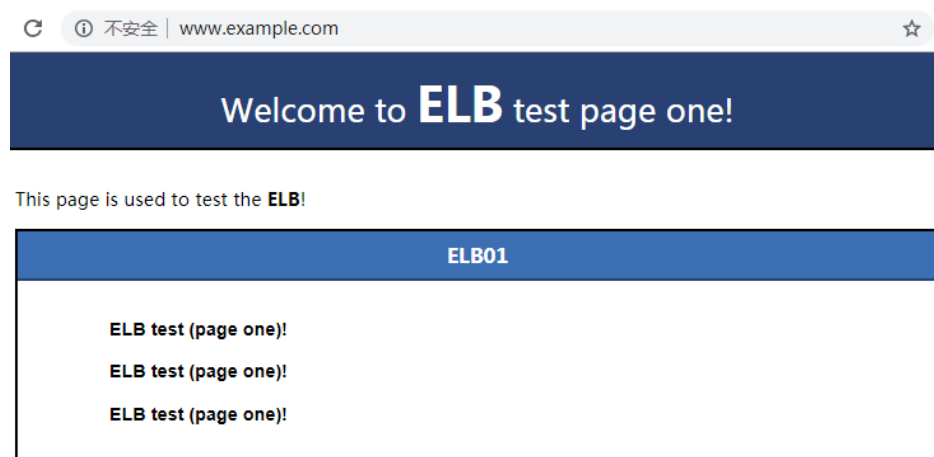 不安全 | www.example.com
Welcome to ELB test page one!
This page is used to test the ELB!
ELB01
ELB test (page one)!
ELB test (page one)!
ELB test (page one)!